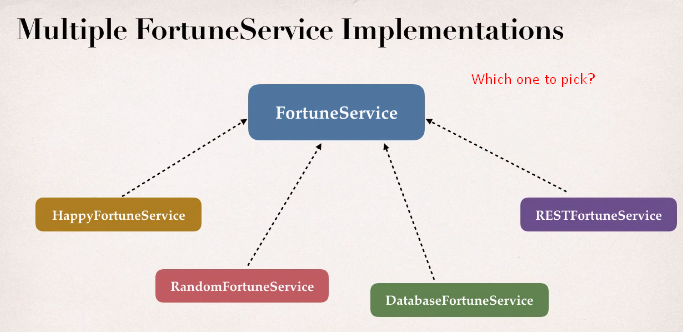 Multiple FortuneService Implementations
Which one to pick?
FortuneService
HappyFortuneService
RESTFortuneService
RandomFortuneService
DatabaseFortuneService